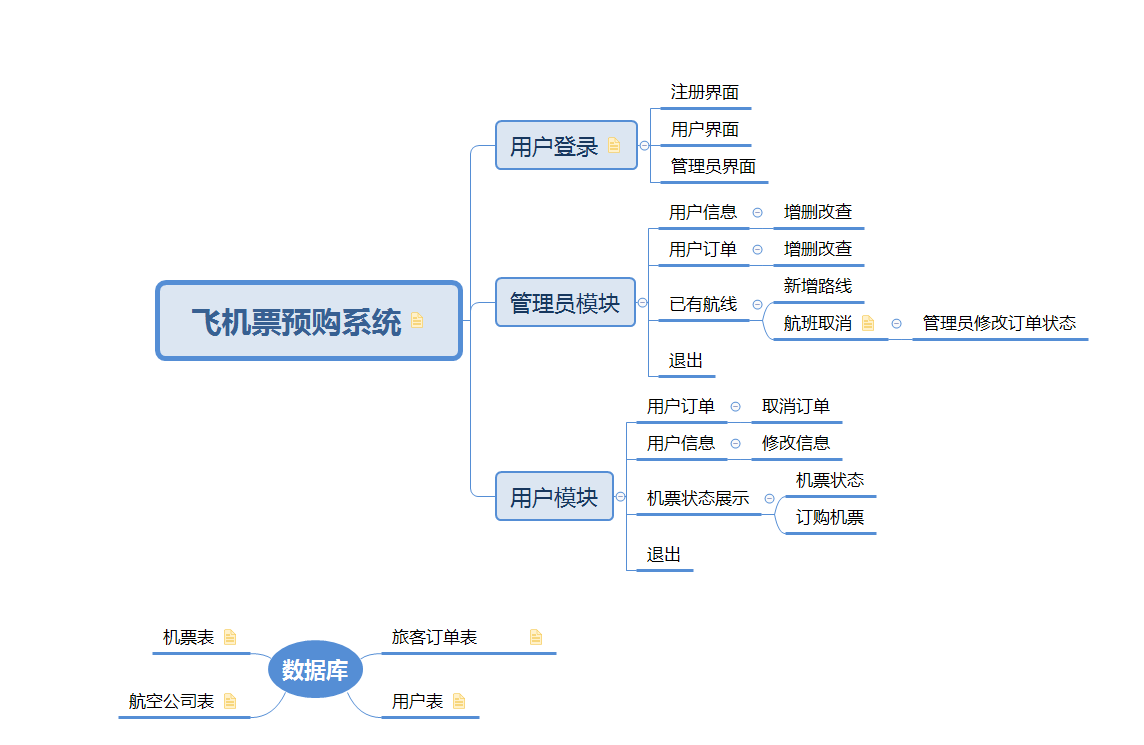 飞机票预购系统
用户登录
注册界面
用户界面
管理员界面
管理员模块
用户信息
增删改查
用户订单
增删改查
已有航线
新增路线
航班取消
管理员修改订单状态
退出
用户模块
用户订单
取消订单
用户信息
修改信息
机票状态展示
机票状态
订购机票
退出
数据库
机票表
旅客订单表
航空公司表
用户表